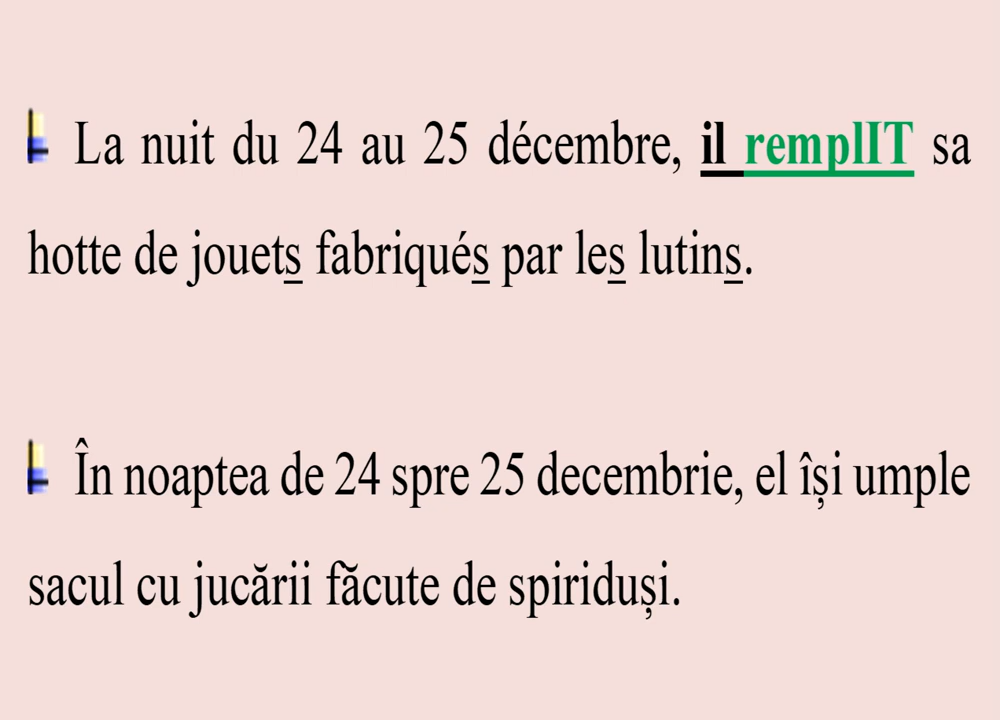 La nuit du 24 au 25 décembre, il remplIT sa
hotte de jouets fabriqués par les lutins.
În noaptea de 24 spre 25 decembrie, el își umple
sacul cu jucării făcute de spiriduși.